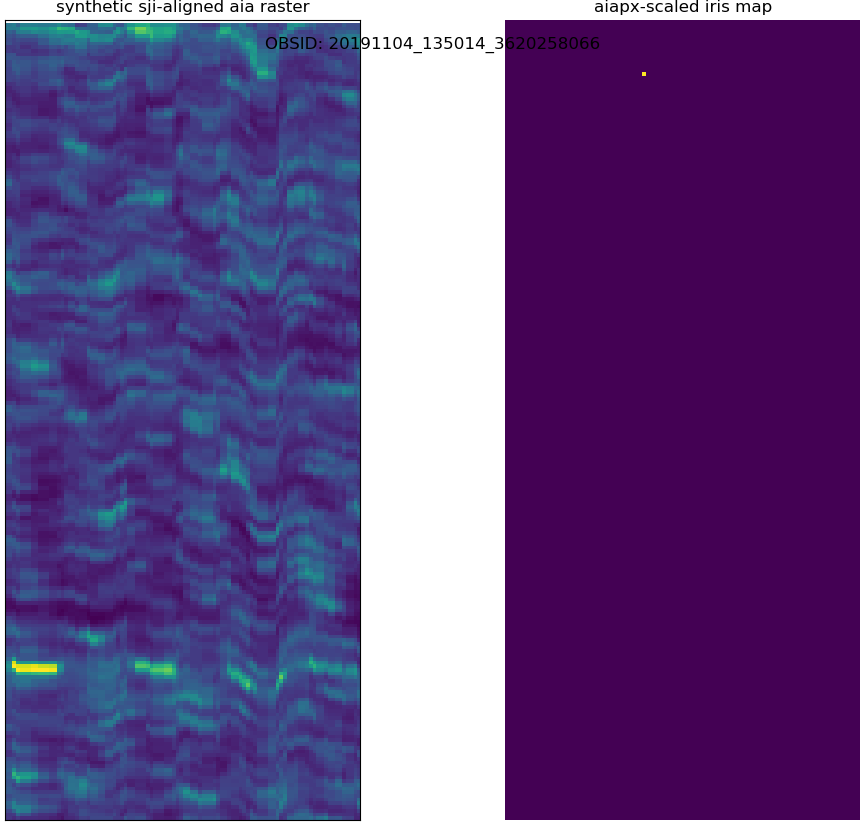 synthetic sji-aligned aia raster
aiapx-scaled iris map
OBSID: 20191104_135014_3620258066